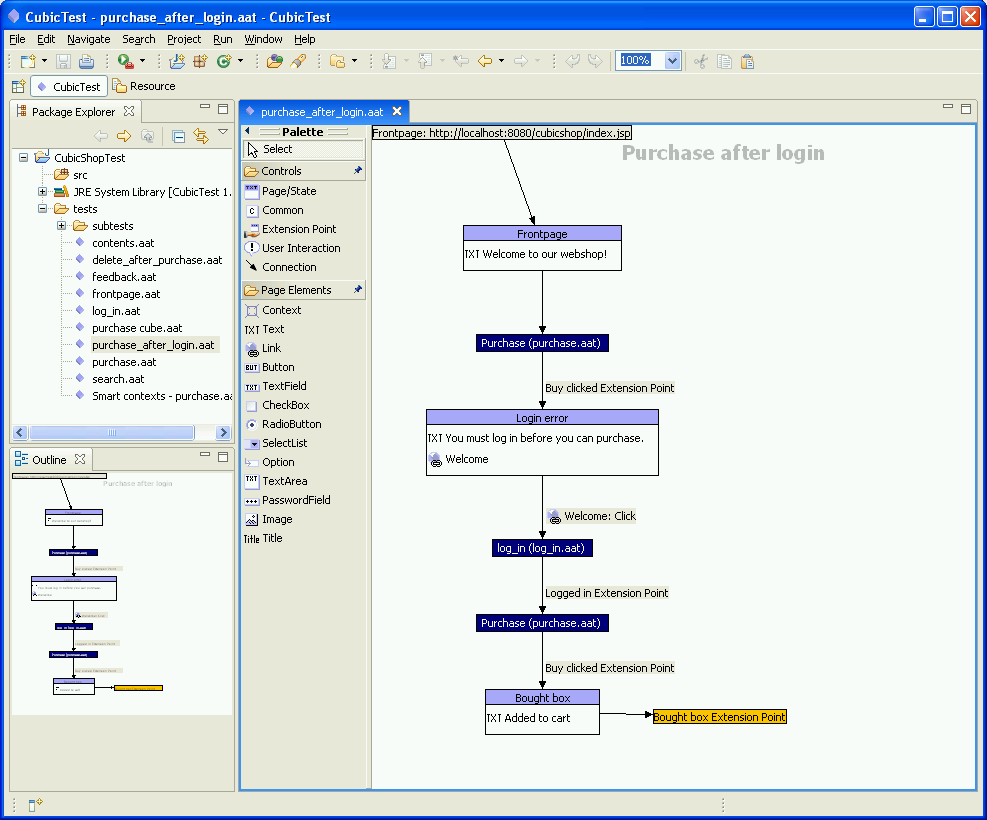 CubicTest - purchase_after_login.aat - CubicTest
File Edit Navigate Search Project Run Window Help
100%
CubicTest Resource
Package Explorer
CubicShopTest
src
JRE System Library [CubicTest 1.
tests
subtests
contents.aat
delete_after_purchase.aat
feedback.aat
frontpage.aat
log_in.aat
purchase cube.aat
purchase_after_login.aat
purchase.aat
search.aat
Smart contexts - purchase.aa
Outline
Purchase after login
purchase_after_login.aat
Palette
Select
Controls
Page/State
Common
Extension Point
User Interaction
Connection
Page Elements
Context
TXT Text
Link
BUT Button
TXT TextField
CheckBox
RadioButton
SelectList
Option
TXT TextArea
PasswordField
Image
Title Title
Frontpage: http://localhost:8080/cubicshop/index.jsp
Purchase after login
Frontpage
TXT Welcome to our webshop!
Purchase (purchase.aat)
Buy clicked Extension Point
Login error
TXT You must log in before you can purchase.
Welcome
Welcome: Click
log_in (log_in.aat)
Logged in Extension Point
Purchase (purchase.aat)
Buy clicked Extension Point
Bought box
TXT Added to cart
Bought box Extension Point